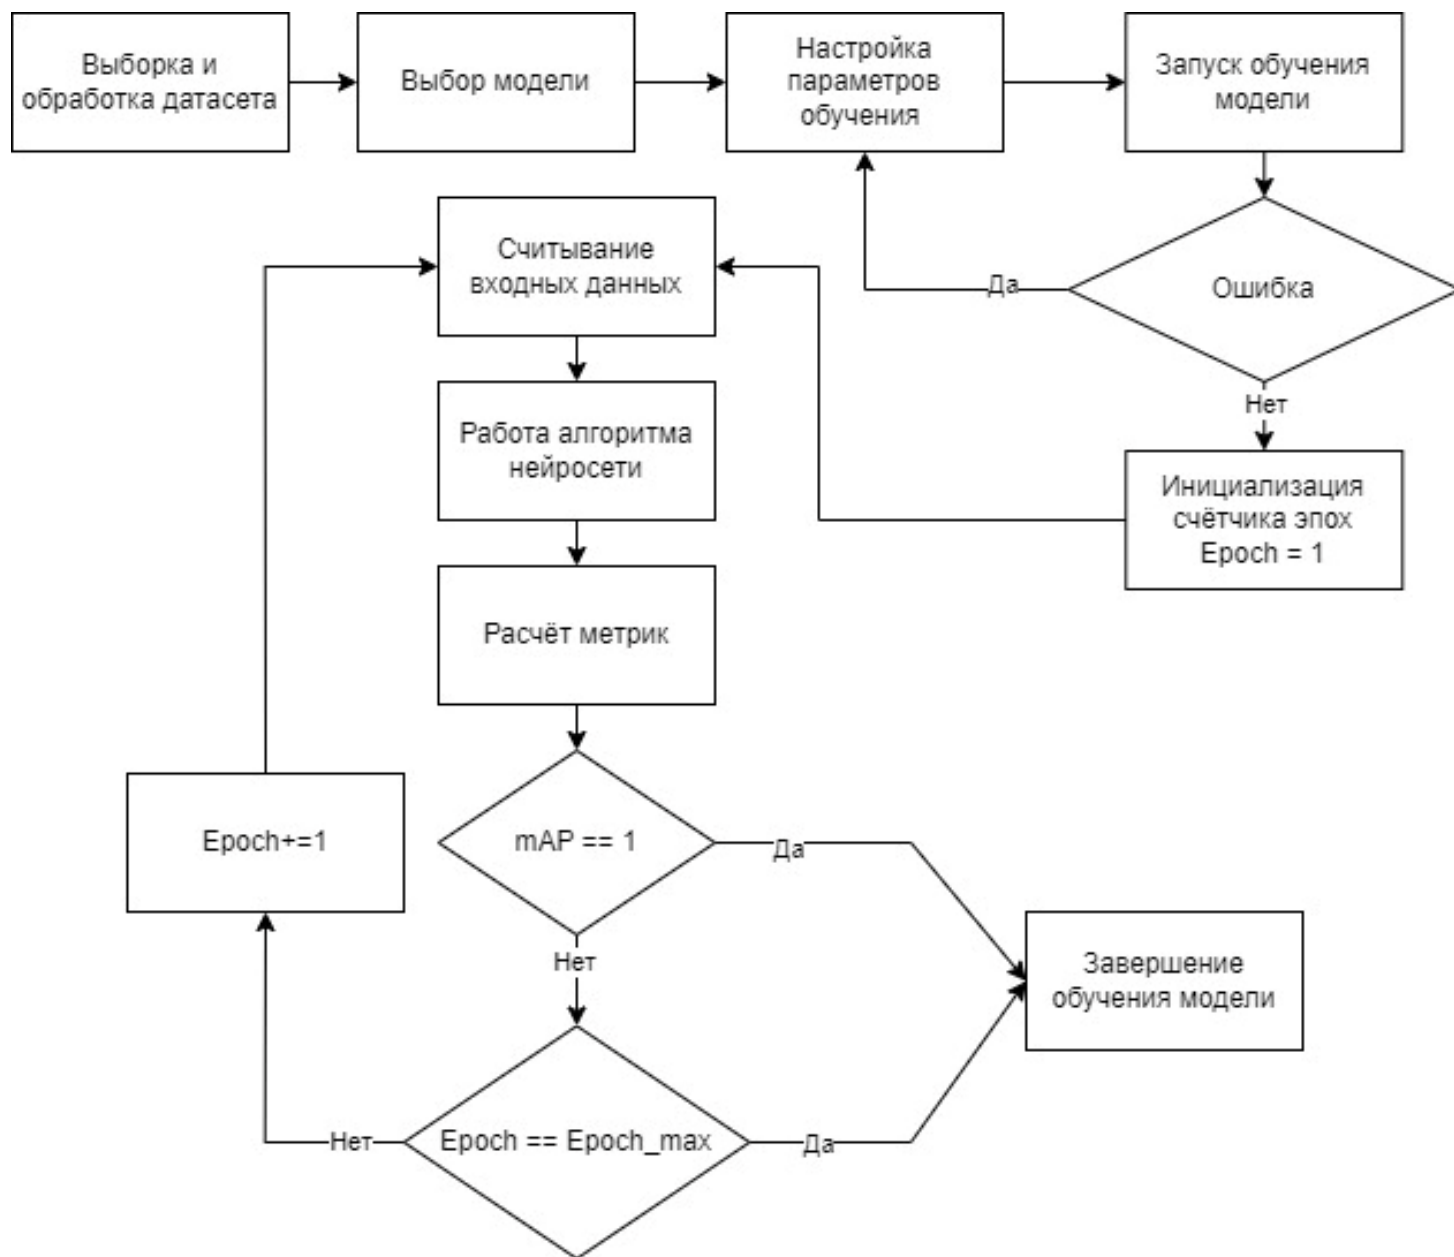 Выборка и
обработка датасета
Выбор модели
Настройка
параметров
обучения
Запуск обучения
модели
Считывание
входных данных
Да
Ошибка
Нет
Работа алгоритма
нейросети
Инициализация
счётчика эпох
Epoch = 1
Расчёт метрик
Epoch+=1
mAP == 1
Да
Нет
Завершение
обучения модели
Нет
Epoch == Epoch_max
Да